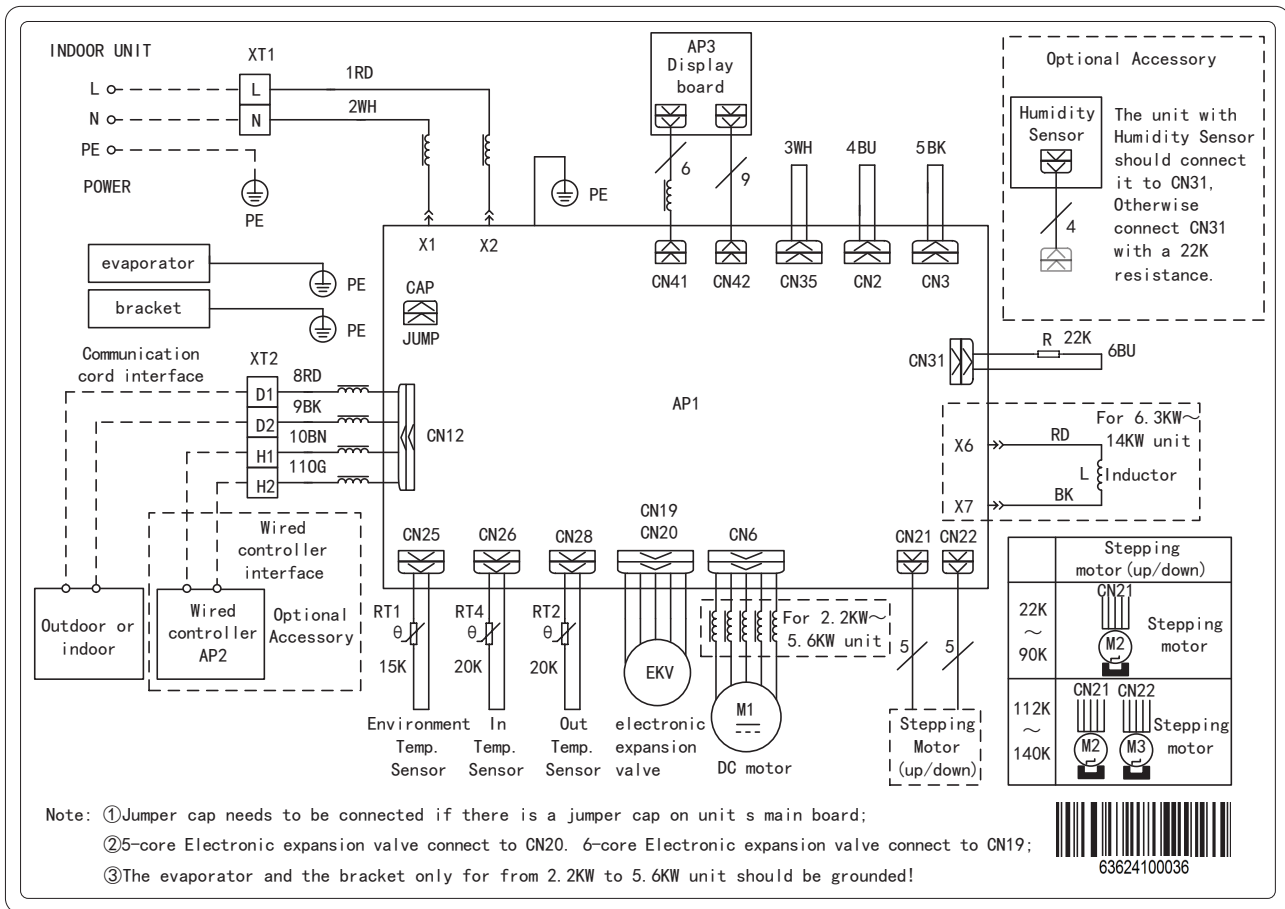 INDOOR UNIT
XT1
L
L
1RD
N
N
2WH
PE
POWER
PE
X1
X2
PE
AP3
Display
board
6
9
3WH
4BU
5BK
CN41
CN42
CN35
CN2
CN3
Optional Accessory
Humidity
Sensor
4
The unit with
Humidity Sensor
should connect
it to CN31,
Otherwise
connect CN31
with a 22K
resistance.
evaporator
PE
bracket
PE
CAP
JUMP
Communication
cord interface
XT2
D1
8RD
D2
9BK
H1
10BN
H2
11OG
CN12
AP1
CN31
R
22K
6BU
For 6.3KW～
14KW unit
X6
RD
L
Inductor
X7
BK
Wired
controller
interface
Outdoor or
indoor
Wired
controller
AP2
Optional
Accessory
CN25
CN26
CN28
CN19
CN20
CN6
CN21
CN22
RT1
θ
15K
RT4
θ
20K
RT2
θ
20K
EKV
For 2.2KW～
5.6KW unit
M1
5
5
Environment
Temp.
Sensor
In
Temp.
Sensor
Out
Temp.
Sensor
electronic
expansion
valve
DC motor
Stepping
Motor
(up/down)
Stepping
motor(up/down)
22K
～
90K
CN21
M2
Stepping
motor
112K
～
140K
CN21
CN22
M2
M3
Stepping
motor
Note: ①Jumper cap needs to be connected if there is a jumper cap on unit s main board;
②5-core Electronic expansion valve connect to CN20. 6-core Electronic expansion valve connect to CN19;
③The evaporator and the bracket only for from 2.2KW to 5.6KW unit should be grounded!
63624100036